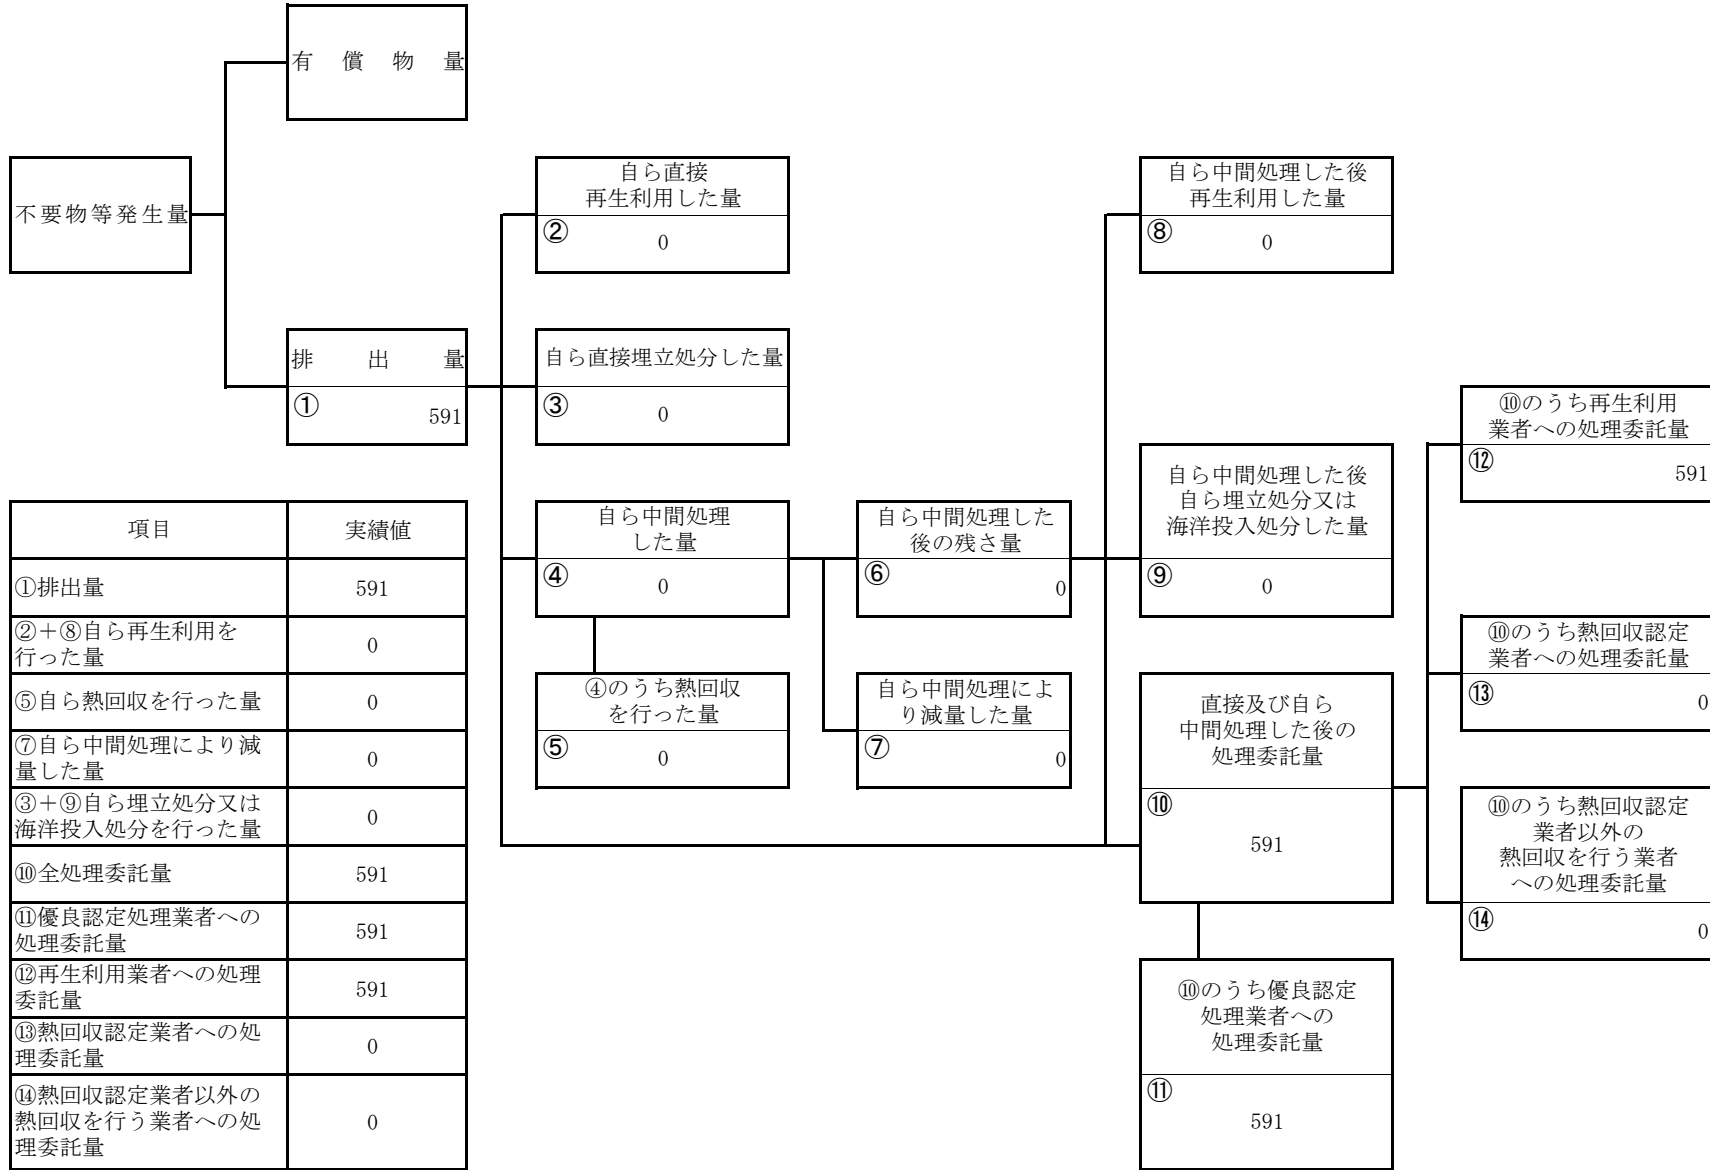 有償物量
不要物等発生量
排出量
① 591
自ら直接
再生利用した量
② 0
自ら直接埋立処分した量
③ 0
自ら中間処理
した量
④ 0
④のうち熱回収
を行った量
⑤ 0
自ら中間処理した
後の残さ量
⑥ 0
自ら中間処理によ
り減量した量
⑦ 0
自ら中間処理した後
再生利用した量
⑧ 0
自ら中間処理した後
自ら埋立処分又は
海洋投入処分した量
⑨ 0
直接及び自ら
中間処理した後の
処理委託量
⑩
591
⑩のうち優良認定
処理業者への
処理委託量
⑪
591
⑩のうち再生利用
業者への処理委託量
⑫ 591
⑩のうち熱回収認定
業者への処理委託量
⑬ 0
⑩のうち熱回収認定
業者以外の
熱回収を行う業者
への処理委託量
⑭ 0
項目 実績値
①排出量 591
②＋⑧自ら再生利用を
行った量 0
⑤自ら熱回収を行った量 0
⑦自ら中間処理により減
量した量 0
③＋⑨自ら埋立処分又は
海洋投入処分を行った量 0
⑩全処理委託量 591
⑪優良認定処理業者への
処理委託量 591
⑫再生利用業者への処理
委託量 591
⑬熱回収認定業者への処
理委託量 0
⑭熱回収認定業者以外の
熱回収を行う業者への処
理委託量 0